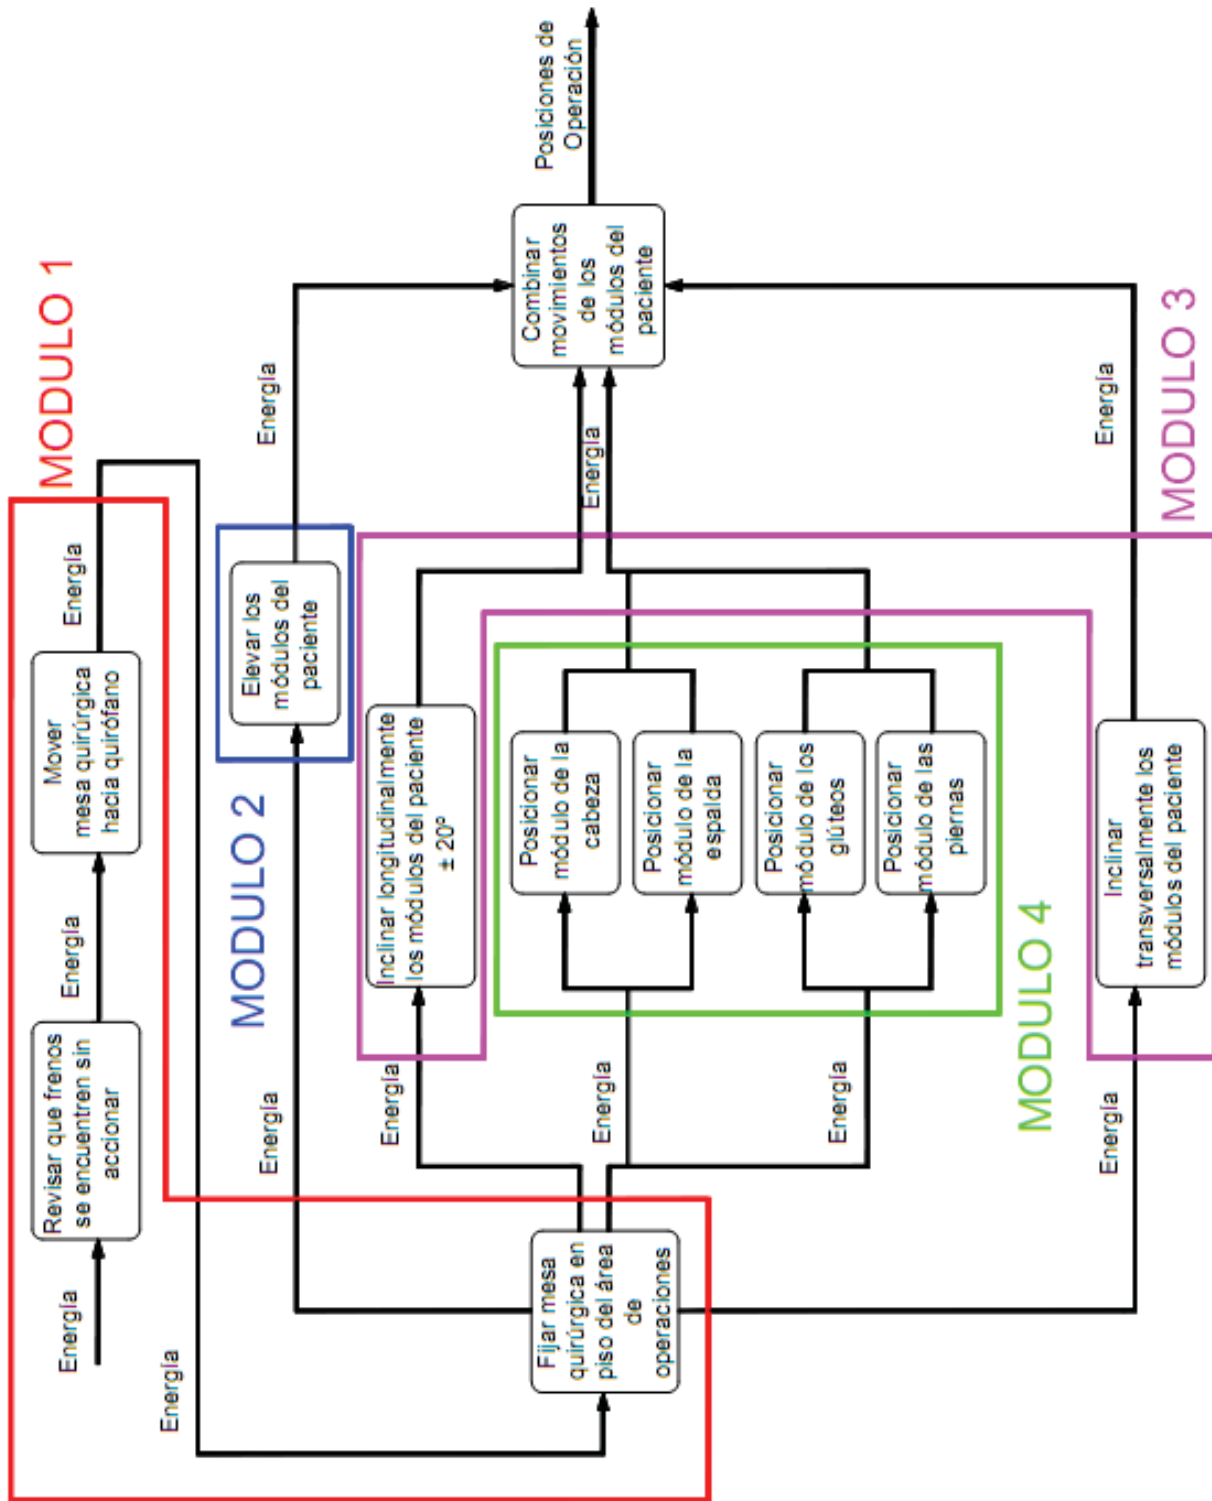 MODULO 1
Energía
Revisar que frenos
se encuentren sin
accionar
Energía
Mover
mesa quirúrgica
hacia quirófano
Energía
Energía
Fijar mesa
quirúrgica en
piso del área
de
operaciones
MODULO 2
Energía
Elevar los
módulos del
paciente
Energía
Energía
Inclinar longitudinalmente
los módulos del paciente
± 20º
Energía
Energía
Posicionar
módulo de la
cabeza
Posicionar
módulo de la
espalda
Energía
Posicionar
módulo de los
glúteos
Posicionar
módulo de las
piernas
MODULO 4
Energía
Inclinar
transversalmente los
módulos del paciente
Energía
MODULO 3
Combinar
movimientos
de los
módulos del
paciente
Posiciones de
Operación